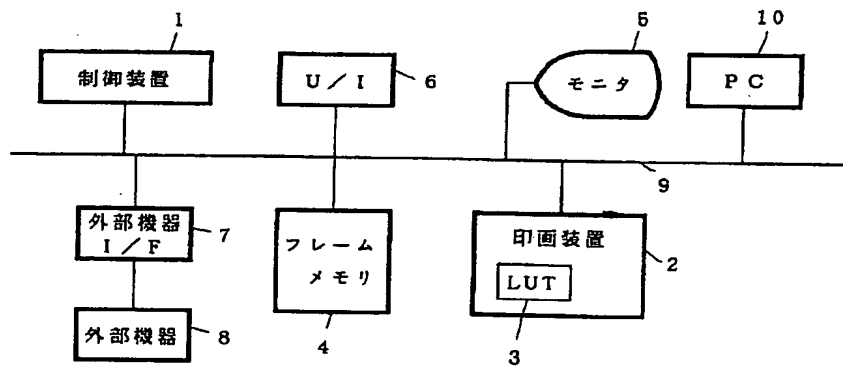 1
制御装置
U/I
6
5
モニタ
10
PC
9
外部機器
I/F
7
フレーム
メモリ
4
印画装置
LUT
2
3
外部機器
8